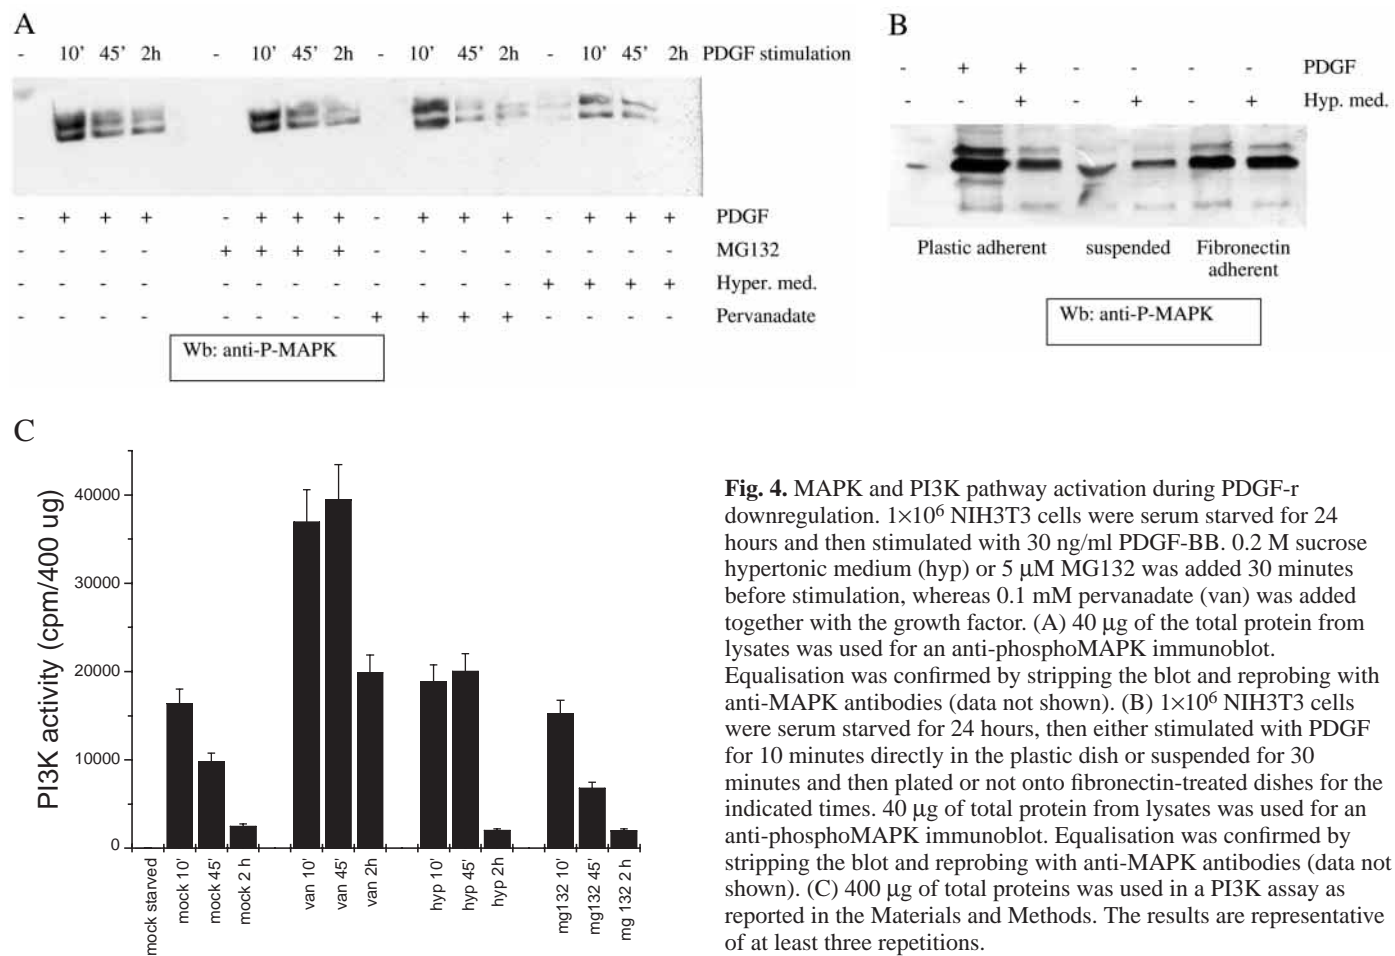 A
- 10’ 45’ 2h - 10’ 45’ 2h - 10’ 45’ 2h - 10’ 45’ 2h PDGF stimulation
- + + + - + + + - + + + - + + + PDGF
- - - - + + + + - - - - - - - - MG132
- - - - - - - - - - - - + + + + Hyper. med.
- - - - - - - - + + + + - - - - Pervanadate
Wb: anti-P-MAPK
B
- + + - - - - PDGF
- - + - + - + Hyp. med.
Plastic adherent suspended Fibronectin
adherent
Wb: anti-P-MAPK
C
PI3K activity (cpm/400 ug)
40000
30000
20000
10000
0
mock starved
mock 10'
mock 45'
mock 2 h
van 10'
van 45'
van 2h
hyp 10'
hyp 45'
hyp 2h
mg132 10'
mg132 45'
mg 132 2 h
Fig. 4. MAPK and PI3K pathway activation during PDGF-r
downregulation. 1×10⁶ NIH3T3 cells were serum starved for 24
hours and then stimulated with 30 ng/ml PDGF-BB. 0.2 M sucrose
hypertonic medium (hyp) or 5 μM MG132 was added 30 minutes
before stimulation, whereas 0.1 mM pervanadate (van) was added
together with the growth factor. (A) 40 μg of the total protein from
lysates was used for an anti-phosphoMAPK immunoblot.
Equalisation was confirmed by stripping the blot and reprobing with
anti-MAPK antibodies (data not shown). (B) 1×10⁶ NIH3T3 cells
were serum starved for 24 hours, then either stimulated with PDGF
for 10 minutes directly in the plastic dish or suspended for 30
minutes and then plated or not onto fibronectin-treated dishes for the
indicated times. 40 μg of total protein from lysates was used for an
anti-phosphoMAPK immunoblot. Equalisation was confirmed by
stripping the blot and reprobing with anti-MAPK antibodies (data not
shown). (C) 400 μg of total proteins was used in a PI3K assay as
reported in the Materials and Methods. The results are representative
of at least three repetitions.